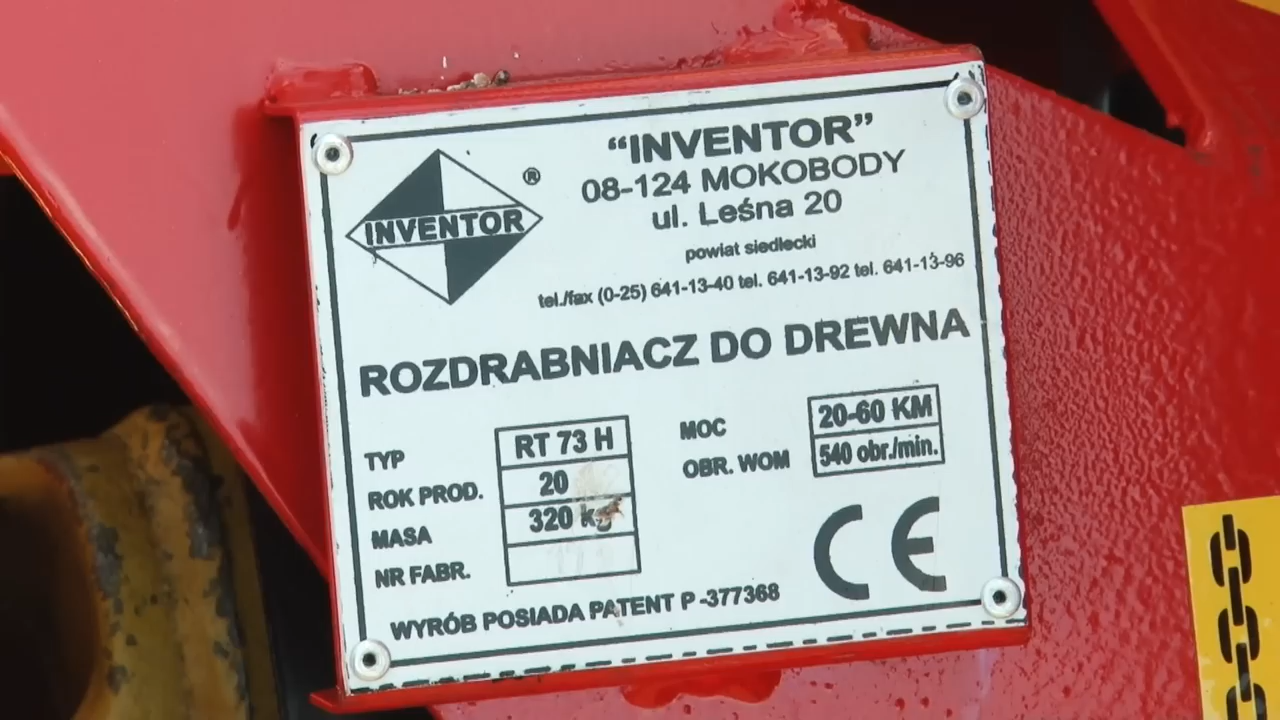 "INVENTOR"
08-124 MOKOBODY
ul. Leśna 20
powiat siedlecki
tel./fax (0-25) 641-13-40 tel. 641-13-92 tel. 641-13-96
INVENTOR ®
ROZDRABNIACZ DO DREWNA
TYP RT 73 H
ROK PROD. 20
MASA 320 kg
NR FABR.
MOC 20-60 KM
OBR. WOM 540 obr./min.
CE
WYRÓB POSIADA PATENT P -377368